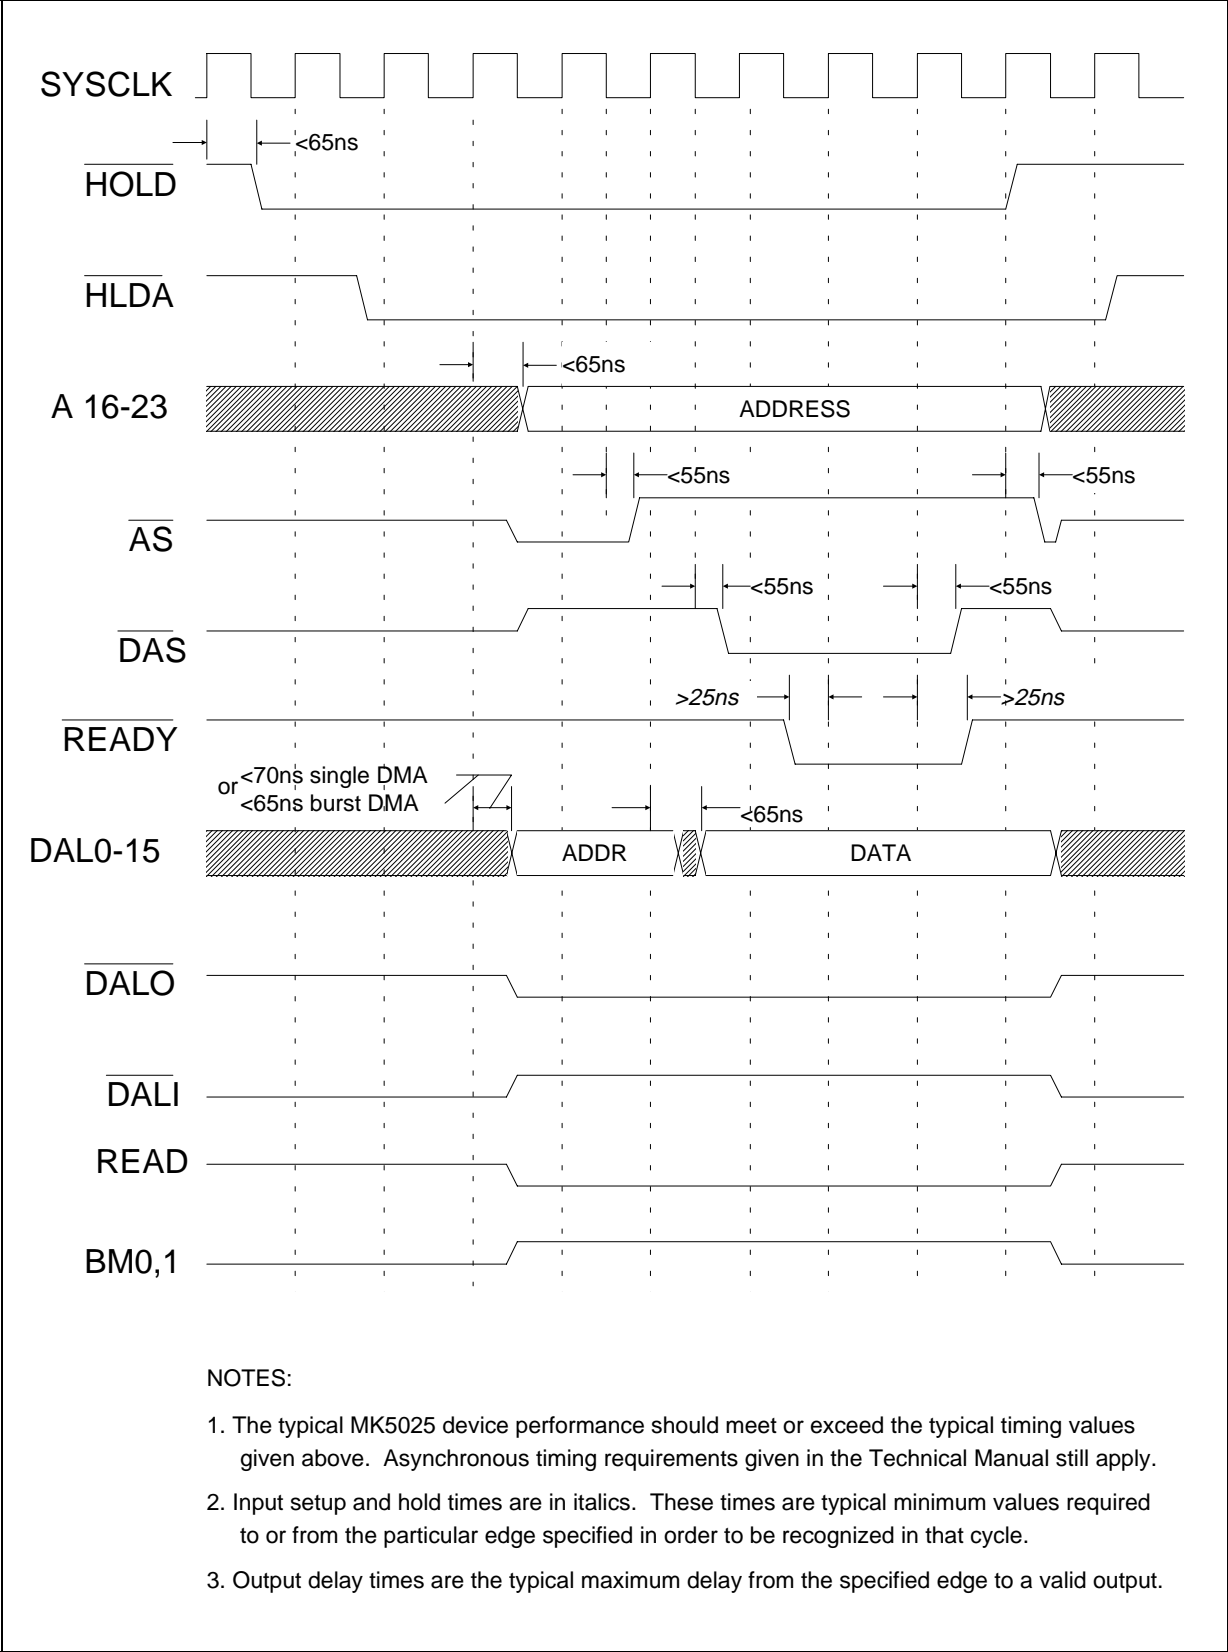 SYSCLK
<65ns
HOLD
HLDA
<65ns
A 16-23
ADDRESS
<55ns
<55ns
AS
<55ns
<55ns
DAS
>25ns
>25ns
READY
or <70ns single DMA
<65ns burst DMA
<65ns
DAL0-15
ADDR
DATA
DALO
DALI
READ
BM0,1
NOTES:
1. The typical MK5025 device performance should meet or exceed the typical timing values
given above. Asynchronous timing requirements given in the Technical Manual still apply.
2. Input setup and hold times are in italics. These times are typical minimum values required
to or from the particular edge specified in order to be recognized in that cycle.
3. Output delay times are the typical maximum delay from the specified edge to a valid output.